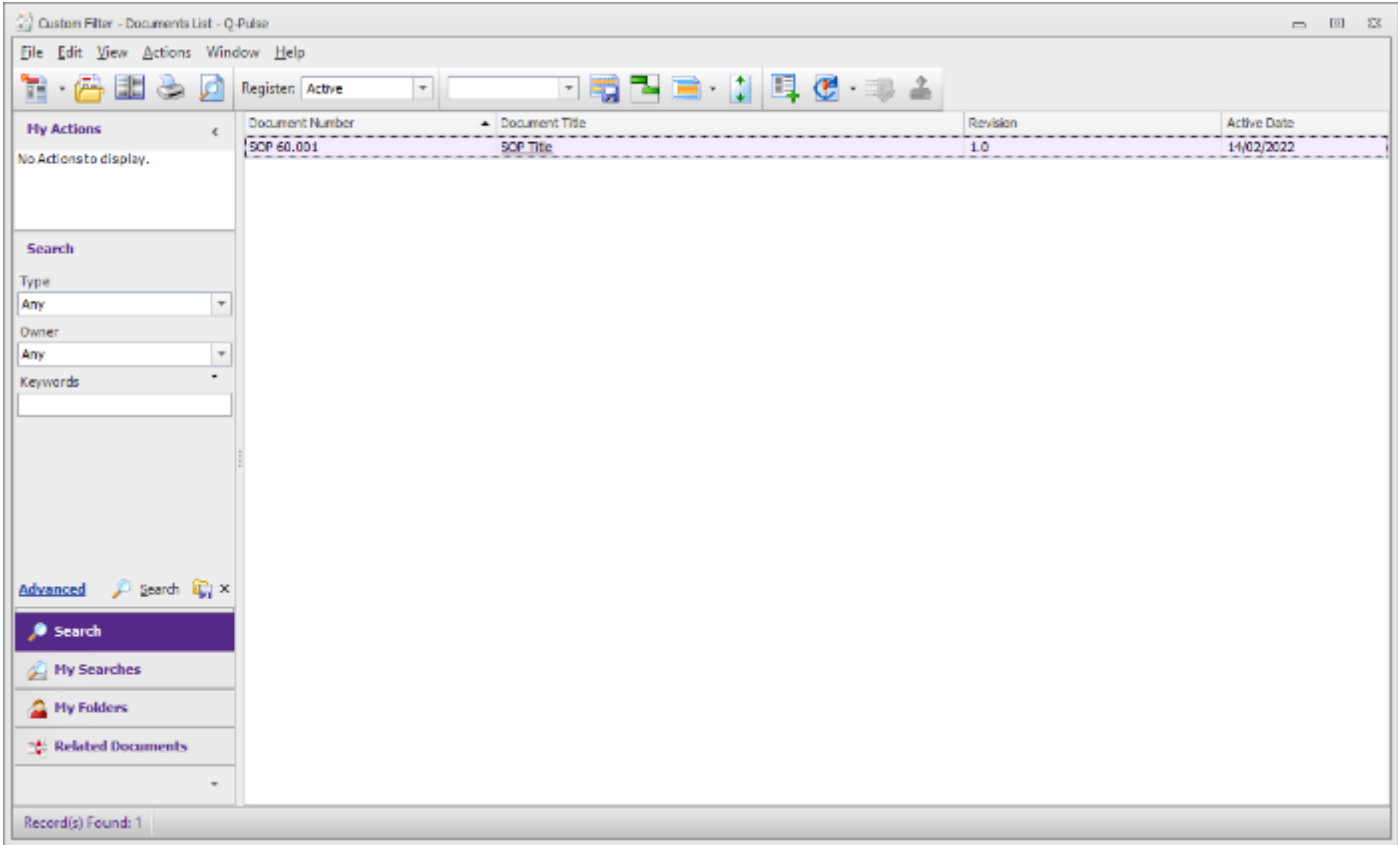 Custom Filter - Documents List - Q-Pulse
File Edit View Actions Window Help
Register: Active
My Actions
Document Number Document Title Revision Active Date
SOP 60.001 SOP Title 1.0 14/02/2022
No Actions to display.
Search
Type
Any
Owner
Any
Keywords
Advanced Search
Search
My Searches
My Folders
Related Documents
Record(s) Found: 1